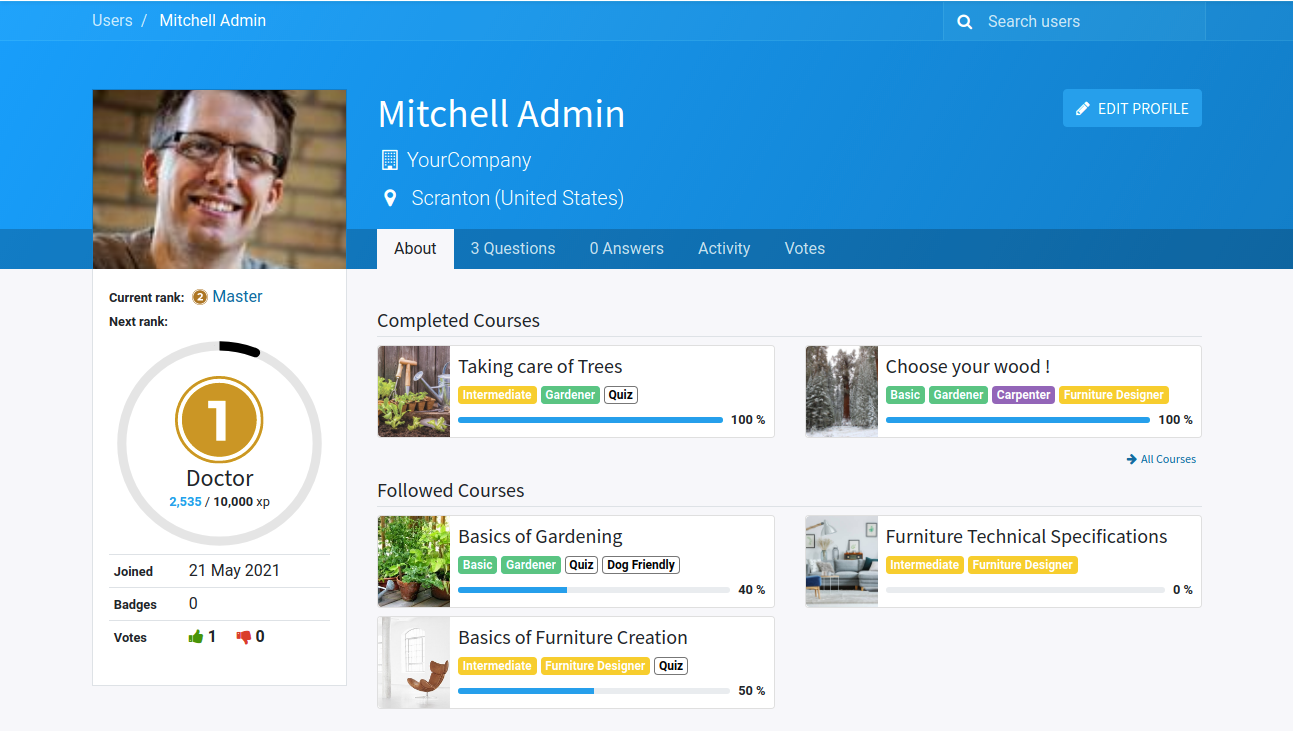 Users / Mitchell Admin
Search users
Mitchell Admin
EDIT PROFILE
YourCompany
Scranton (United States)
About 3 Questions 0 Answers Activity Votes
Current rank: 2 Master
Next rank:
1
Doctor
2,535 / 10,000 xp
Joined 21 May 2021
Badges 0
Votes 1 0
Completed Courses
Taking care of Trees
Intermediate Gardener Quiz
100 %
Choose your wood !
Basic Gardener Carpenter Furniture Designer
100 %
All Courses
Followed Courses
Basics of Gardening
Basic Gardener Quiz Dog Friendly
40 %
Furniture Technical Specifications
Intermediate Furniture Designer
0 %
Basics of Furniture Creation
Intermediate Furniture Designer Quiz
50 %